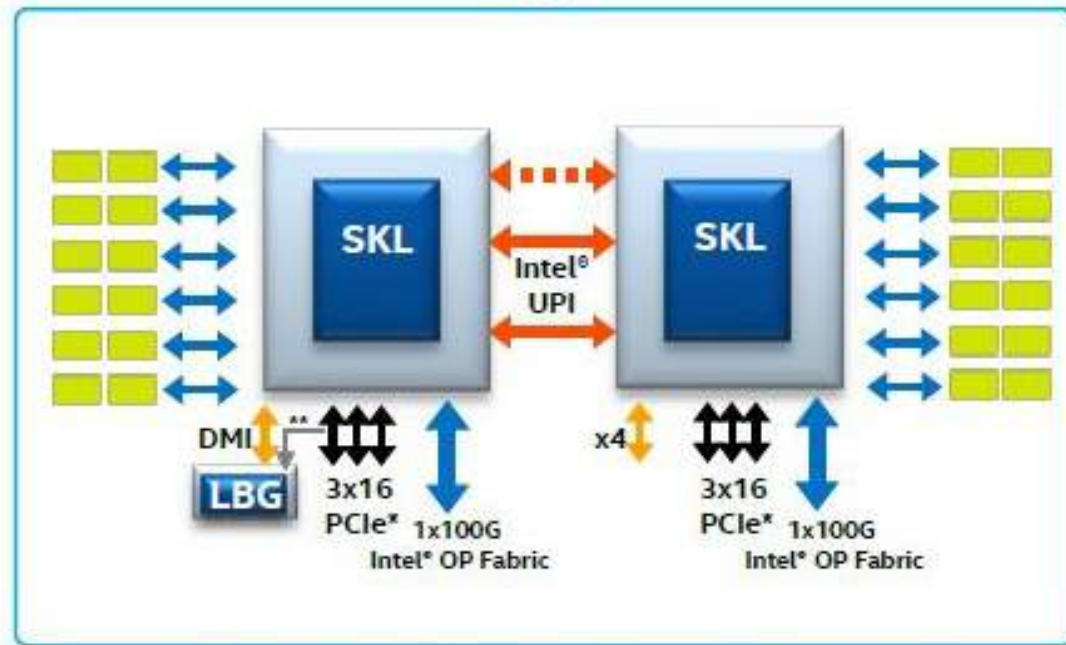 SKL
SKL
Intel®
UPI
DMI
**
x4
LBG
3x16
PCIe*
1x100G
Intel® OP Fabric
3x16
PCIe*
1x100G
Intel® OP Fabric